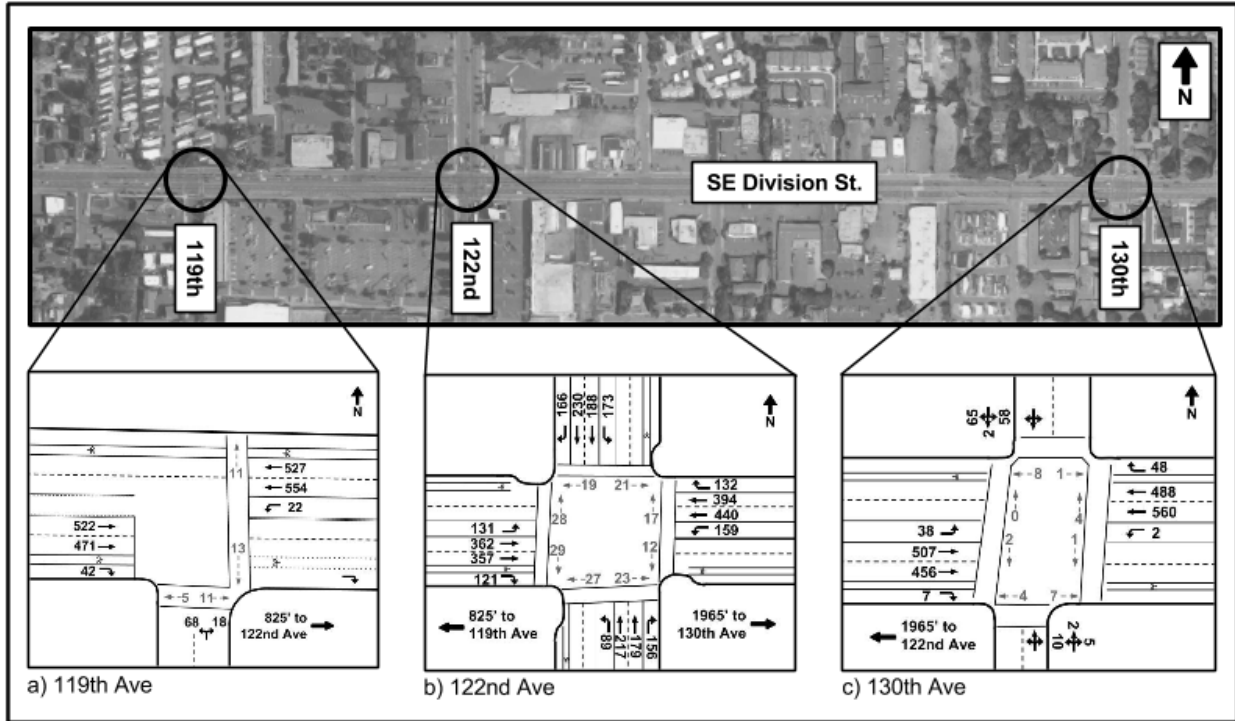 N
SE Division St.
119th
122nd
130th
N
11
527
554
22
522
471
42
13
5 11
68 18
825' to
122nd Ave
a) 119th Ave
N
166
230
188
173
19 21
28
17
132
394
440
159
131
362
357
121
29
12
27 23
825' to
119th Ave
89
217
179
156
1965' to
130th Ave
b) 122nd Ave
N
65
2
58
8 1
0
4
48
488
560
2
38
507
456
7
2
1
4 7
1965' to
122nd Ave
10
2
5
c) 130th Ave